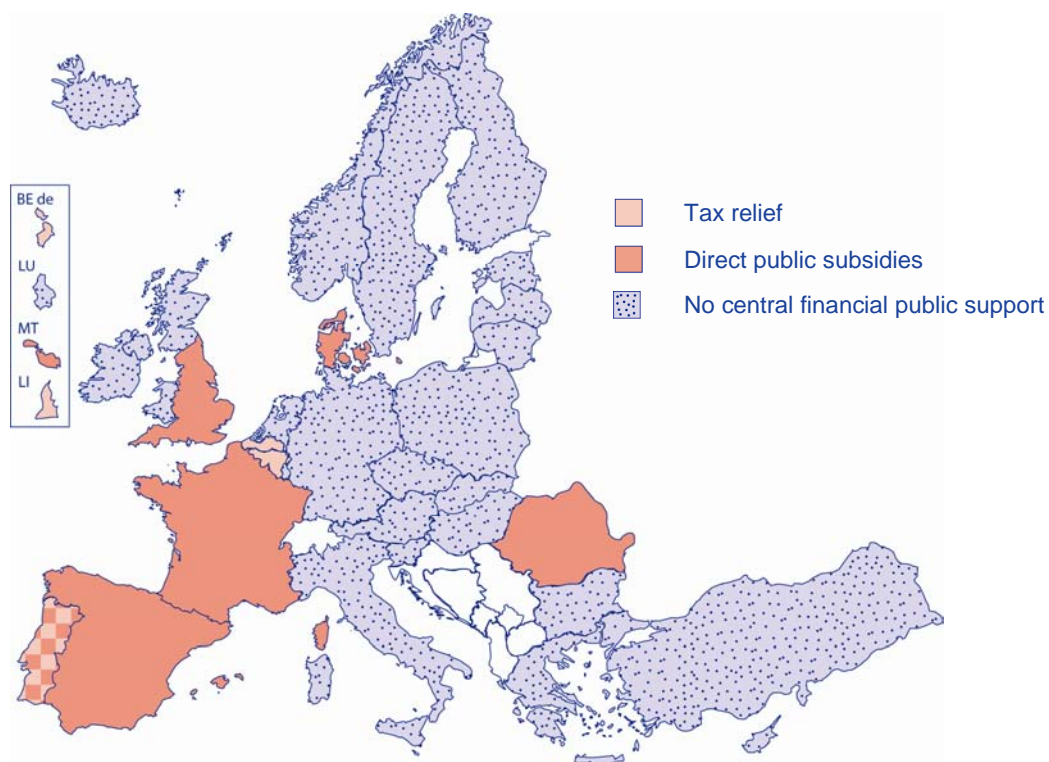 BE de
LU
MT
LI
Tax relief
Direct public subsidies
No central financial public support